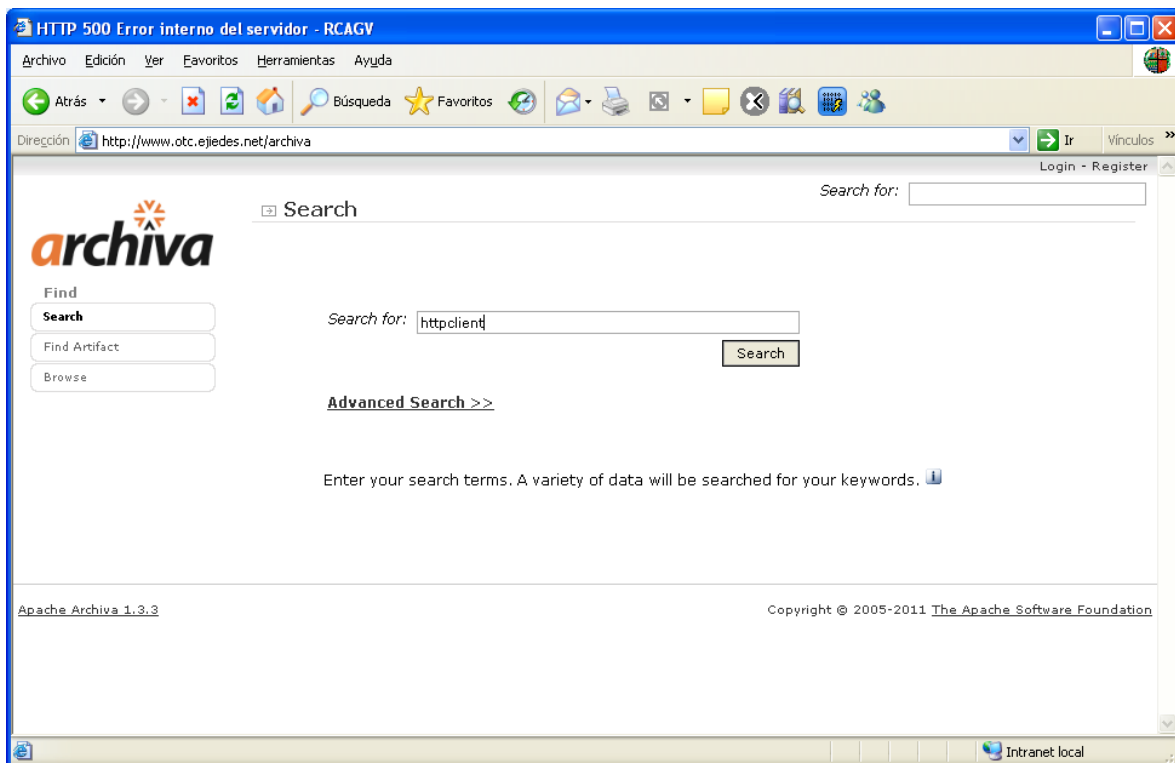 HTTP 500 Error interno del servidor - RCAGV
Archivo Edición Ver Favoritos Herramientas Ayuda
Atrás Búsqueda Favoritos
Dirección http://www.otc.ejiedes.net/archiva Ir Vínculos »
Login - Register
Search for:
Search
archiva
Find
Search
Find Artifact
Browse
Search for: httpclient
Search
Advanced Search >>
Enter your search terms. A variety of data will be searched for your keywords.
Apache Archiva 1.3.3
Copyright © 2005-2011 The Apache Software Foundation
Intranet local